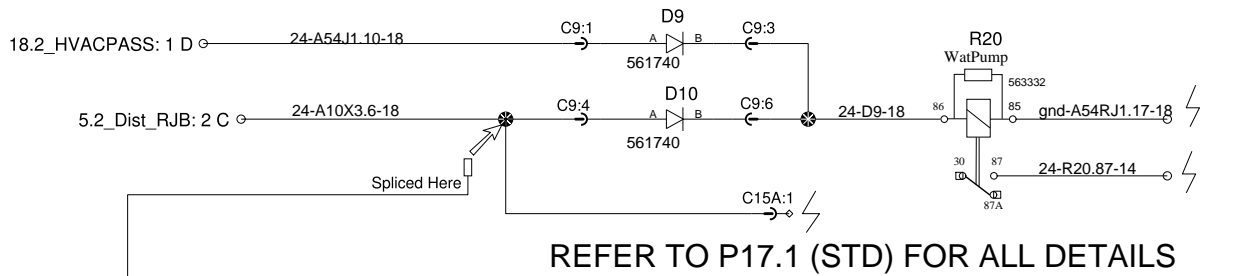 D9
18.2_HVACPASS: 1 D
24-A54J1.10-18
C9:1
A
B
C9:3
561740
R20
WatPump
563332
D10
5.2_Dist_RJB: 2 C
24-A10X3.6-18
C9:4
A
B
C9:6
561740
24-D9-18
86
85
gnd-A54RJ1.17-18
30
87
24-R20.87-14
87A
Spliced Here
C15A:1
REFER TO P17.1 (STD) FOR ALL DETAILS